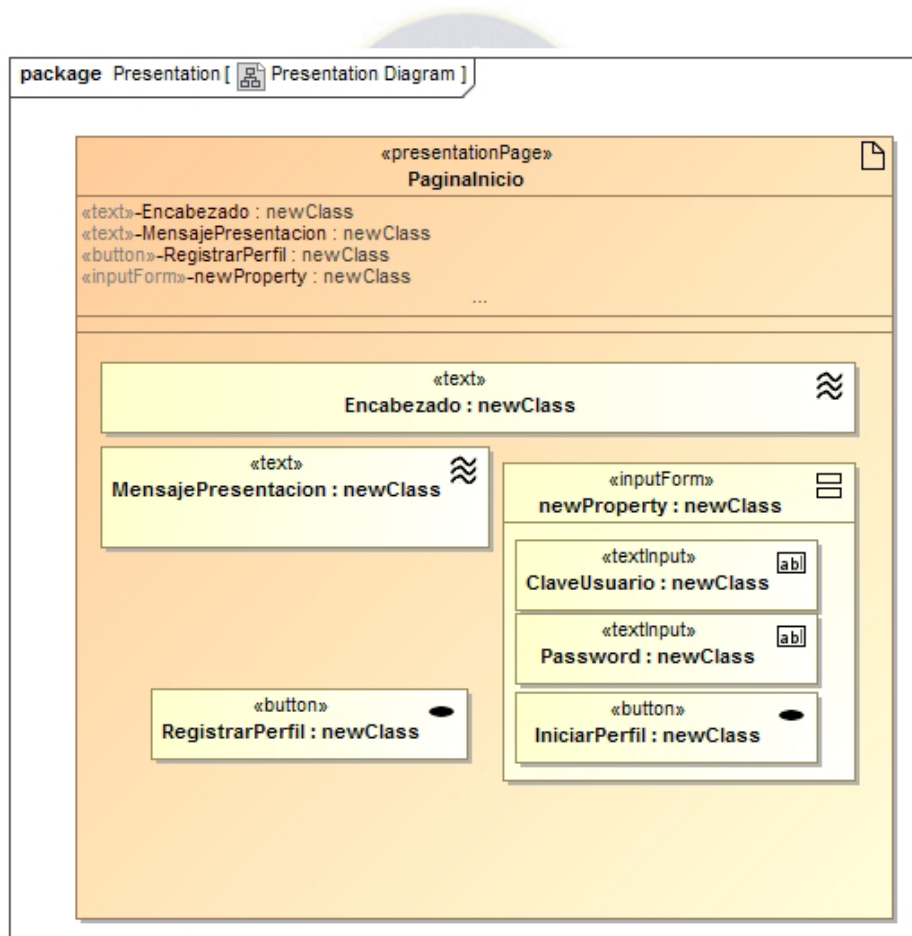 package Presentation [ Presentation Diagram ]
«presentationPage»
PaginaInicio
«text»-Encabezado : newClass
«text»-MensajePresentacion : newClass
«button»-RegistrarPerfil : newClass
«inputForm»-newProperty : newClass
...
«text»
Encabezado : newClass
«text»
MensajePresentacion : newClass
«inputForm»
newProperty : newClass
«textInput»
ab
ClaveUsuario : newClass
«textInput»
ab
Password : newClass
«button»
RegistrarPerfil : newClass
«button»
IniciarPerfil : newClass